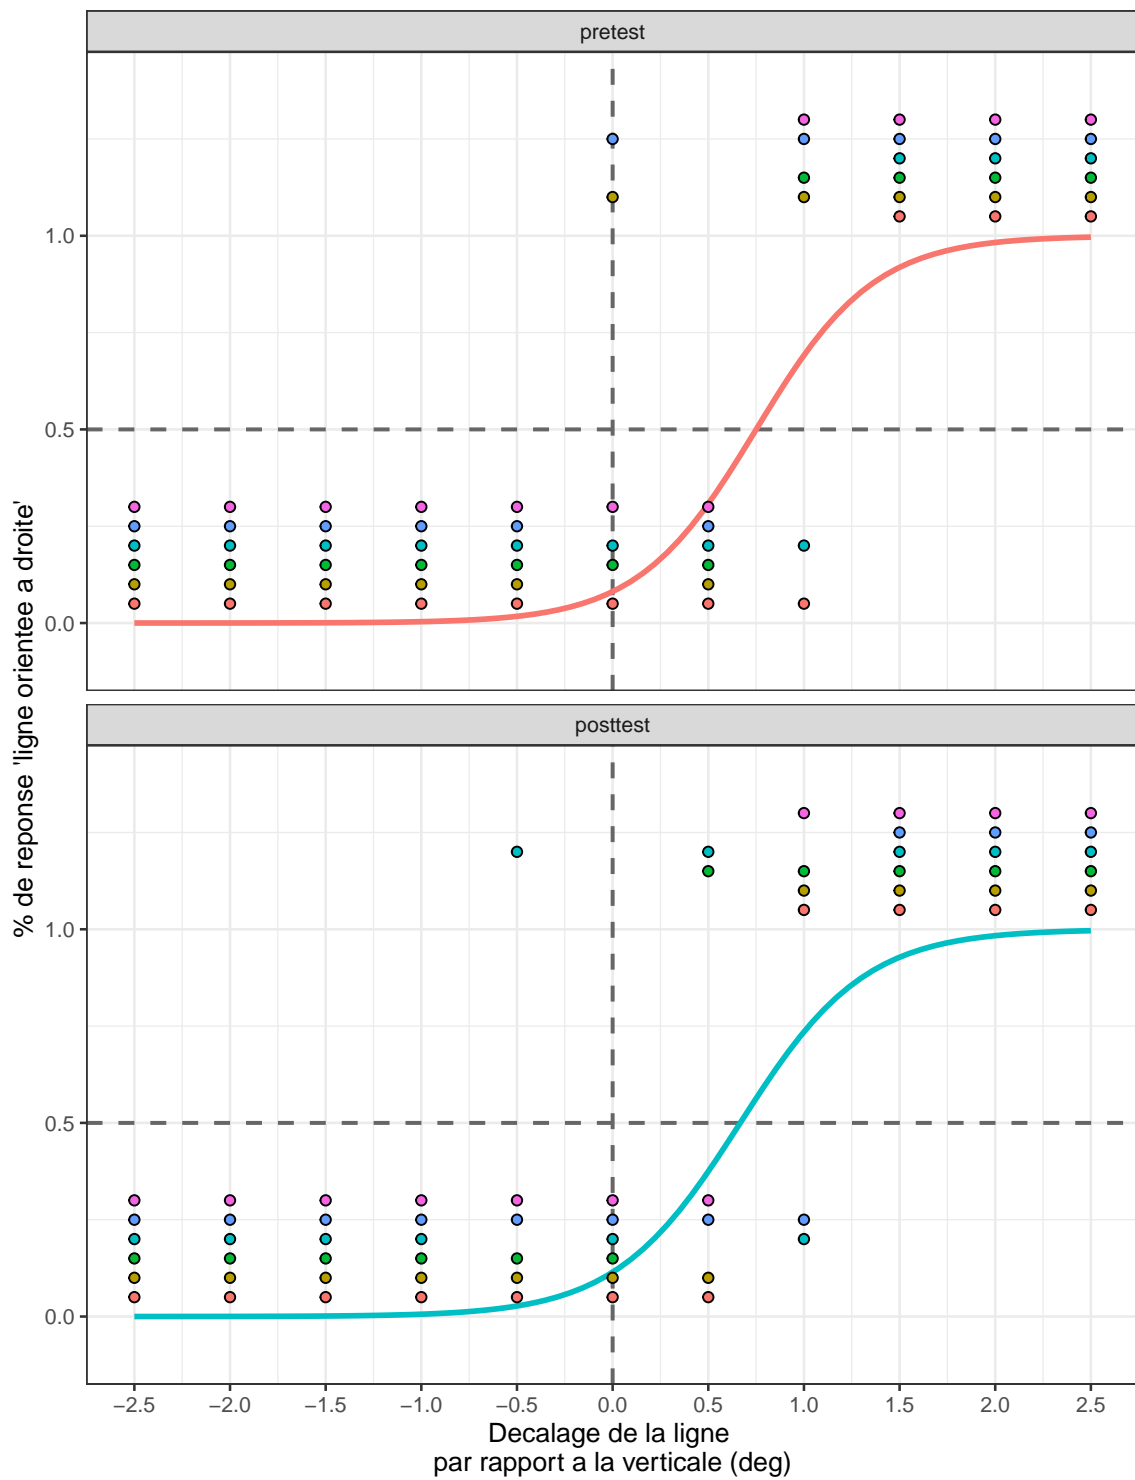 pretest
1.0
0.5
0.0
% de reponse 'ligne orientee a droite'
posttest
1.0
0.5
0.0
−2.5 −2.0 −1.5 −1.0 −0.5 0.0 0.5 1.0 1.5 2.0 2.5
Decalage de la ligne
par rapport a la verticale (deg)